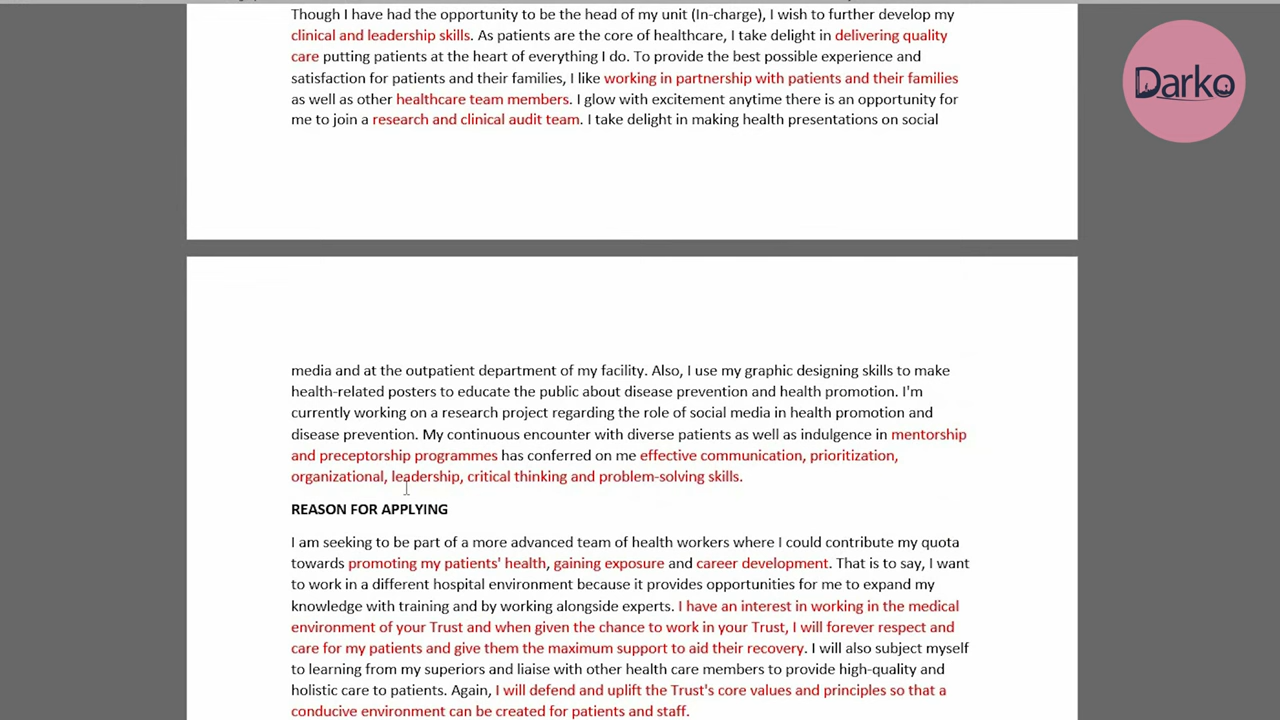 Though I have had the opportunity to be the head of my unit (In-charge), I wish to further develop my
clinical and leadership skills. As patients are the core of healthcare, I take delight in delivering quality
care putting patients at the heart of everything I do. To provide the best possible experience and
satisfaction for patients and their families, I like working in partnership with patients and their families
as well as other healthcare team members. I glow with excitement anytime there is an opportunity for
me to join a research and clinical audit team. I take delight in making health presentations on social
Darko
media and at the outpatient department of my facility. Also, I use my graphic designing skills to make
health-related posters to educate the public about disease prevention and health promotion. I'm
currently working on a research project regarding the role of social media in health promotion and
disease prevention. My continuous encounter with diverse patients as well as indulgence in mentorship
and preceptorship programmes has conferred on me effective communication, prioritization,
organizational, leadership, critical thinking and problem-solving skills.
REASON FOR APPLYING
I am seeking to be part of a more advanced team of health workers where I could contribute my quota
towards promoting my patients' health, gaining exposure and career development. That is to say, I want
to work in a different hospital environment because it provides opportunities for me to expand my
knowledge with training and by working alongside experts. I have an interest in working in the medical
environment of your Trust and when given the chance to work in your Trust, I will forever respect and
care for my patients and give them the maximum support to aid their recovery. I will also subject myself
to learning from my superiors and liaise with other health care members to provide high-quality and
holistic care to patients. Again, I will defend and uplift the Trust's core values and principles so that a
conducive environment can be created for patients and staff.